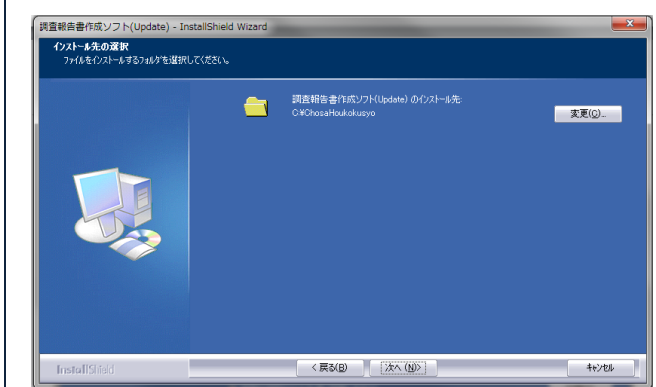 調査報告書作成ソフト(Update) - InstallShield Wizard
インストール先の選択
ファイルをインストールするフォルダを選択してください。
調査報告書作成ソフト(Update) のインストール先:
C:¥ChosaHoukokusyo
変更(C)...
InstallShield
< 戻る(B)
次へ (N)>
キャンセル